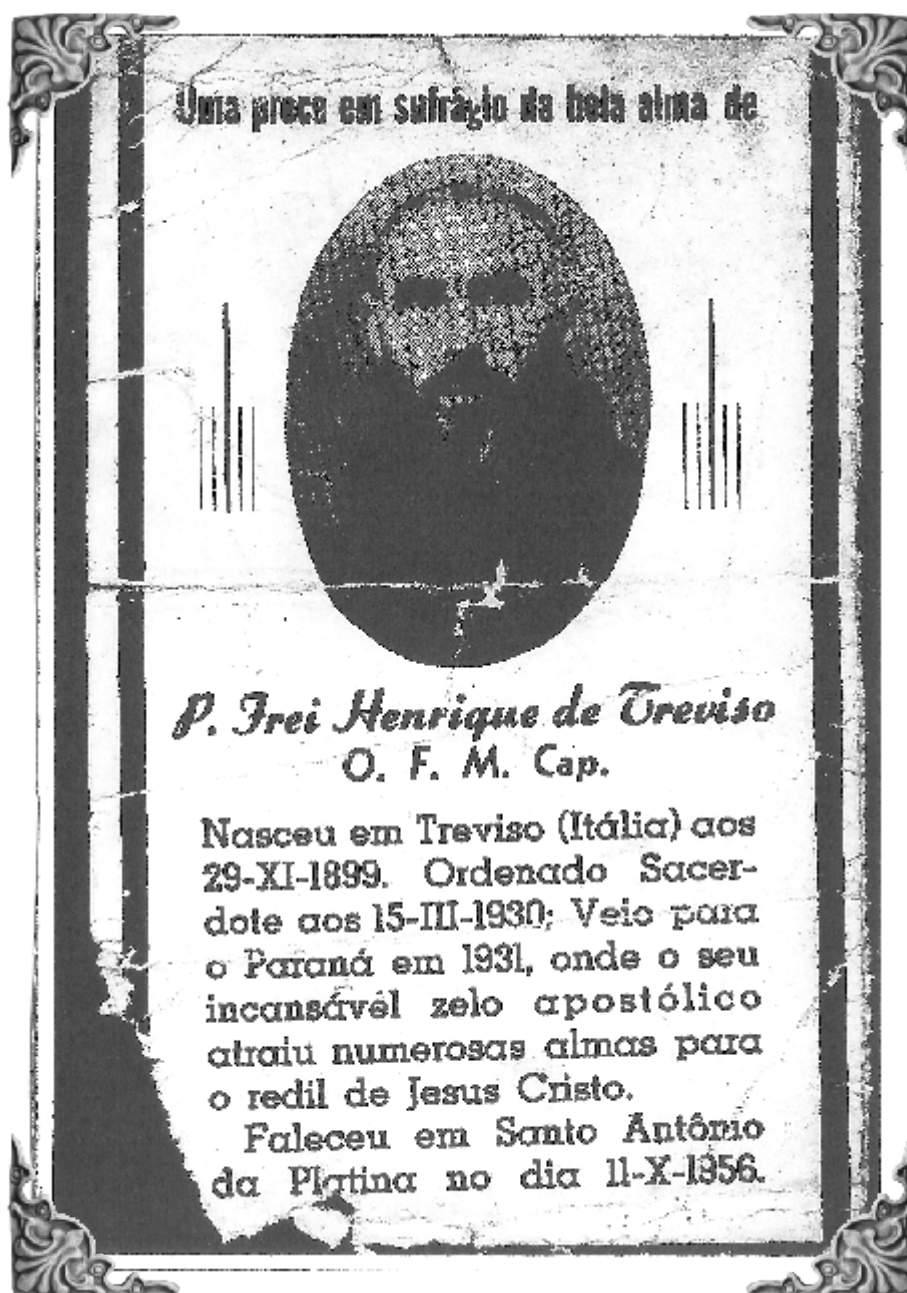 Uma prece em sufrágio da bela alma de
P. Frei Henrique de Treviso
O. F. M. Cap.
Nasceu em Treviso (Itália) aos
29-XI-1899. Ordenado Sacer-
dote aos 15-III-1930; Veio para
o Paraná em 1931, onde o seu
incansável zelo apostólico
atraiu numerosas almas para
o redil de Jesus Cristo.
Faleceu em Santo Antônio
da Platina no dia 11-X-1956.